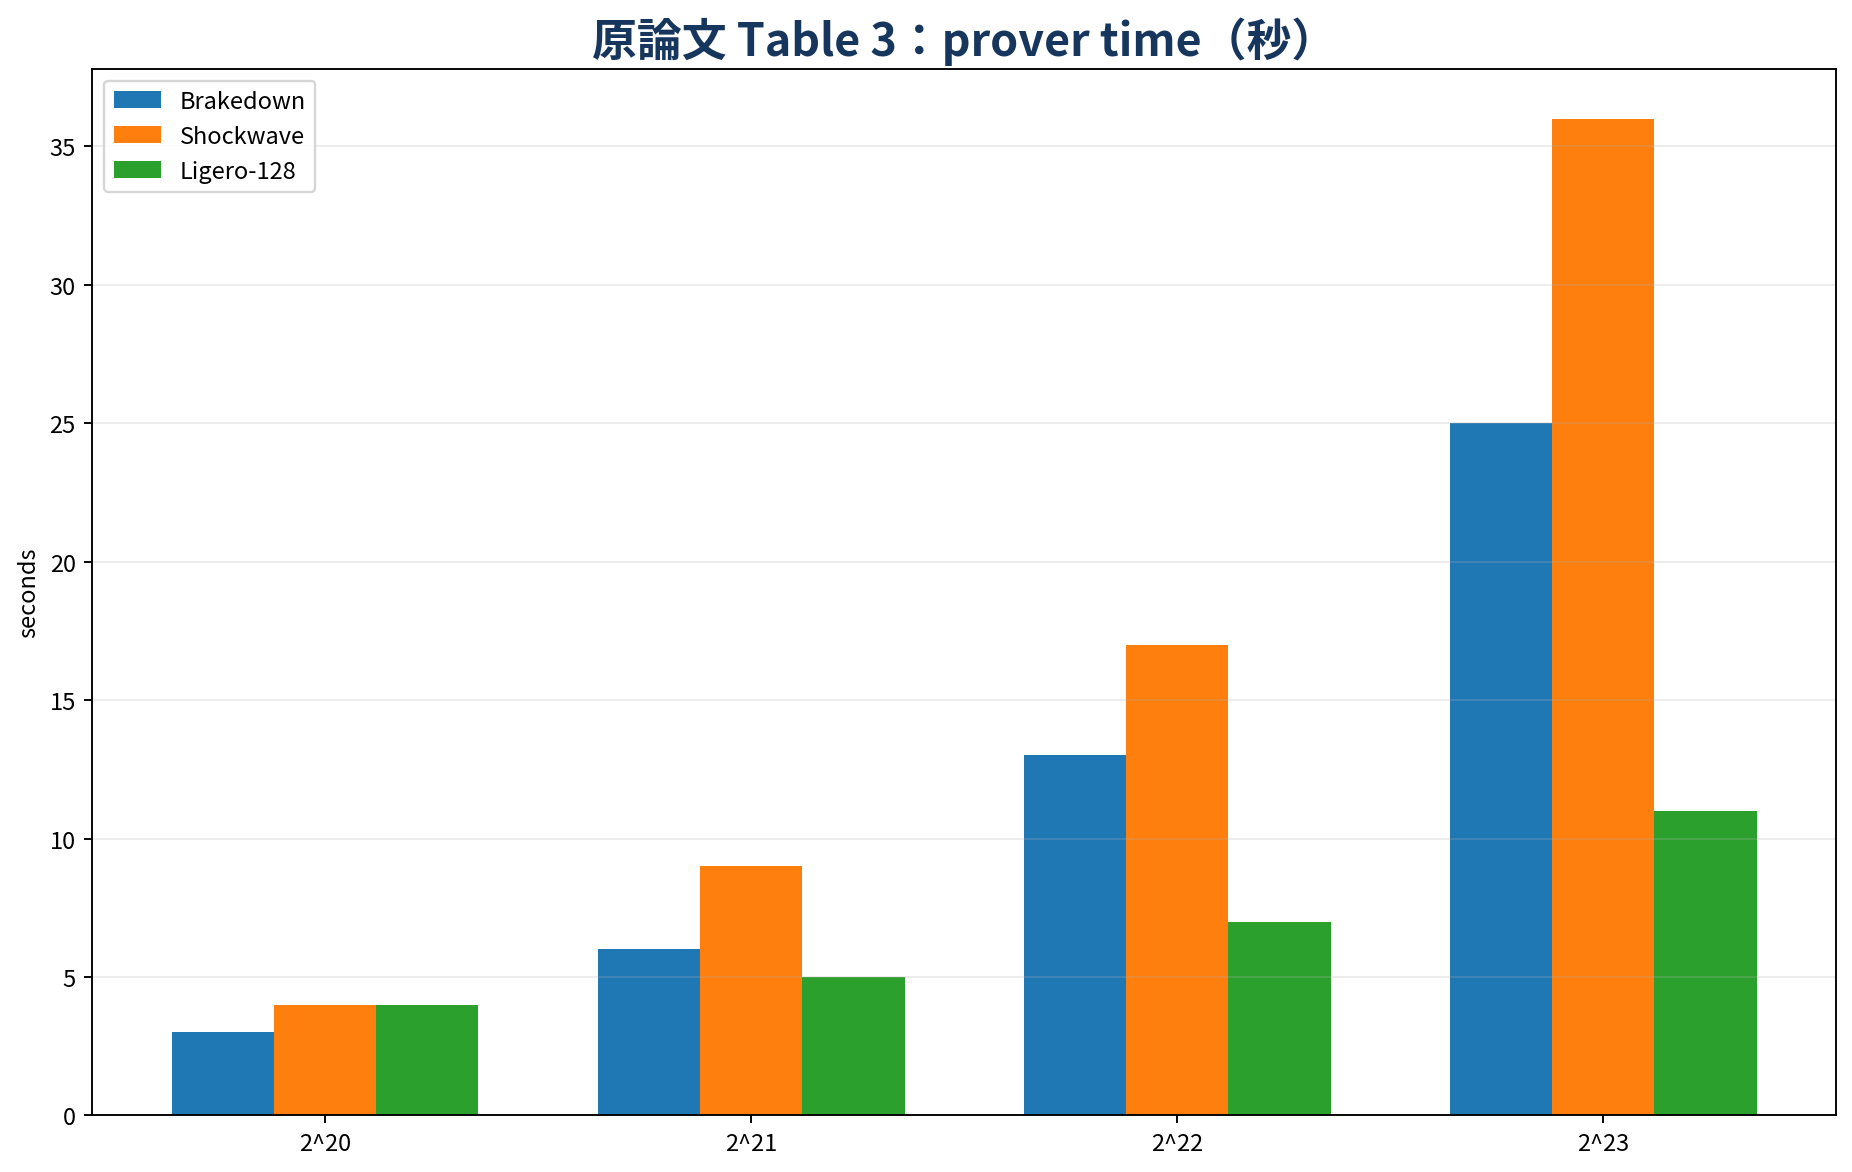 原論文 Table 3：prover time（秒）
Brakedown
Shockwave
Ligero-128
35
30
25
20
15
10
5
0
seconds
2^20
2^21
2^22
2^23